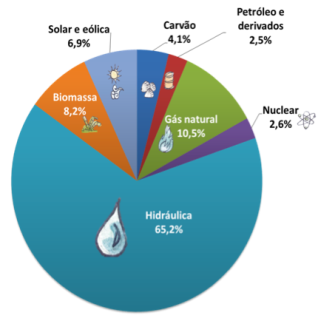 Solar e eólica
6,9%
Carvão
4,1%
Petróleo e
derivados
2,5%
Biomassa
8,2%
Gás natural
10,5%
Nuclear
2,6%
Hidráulica
65,2%